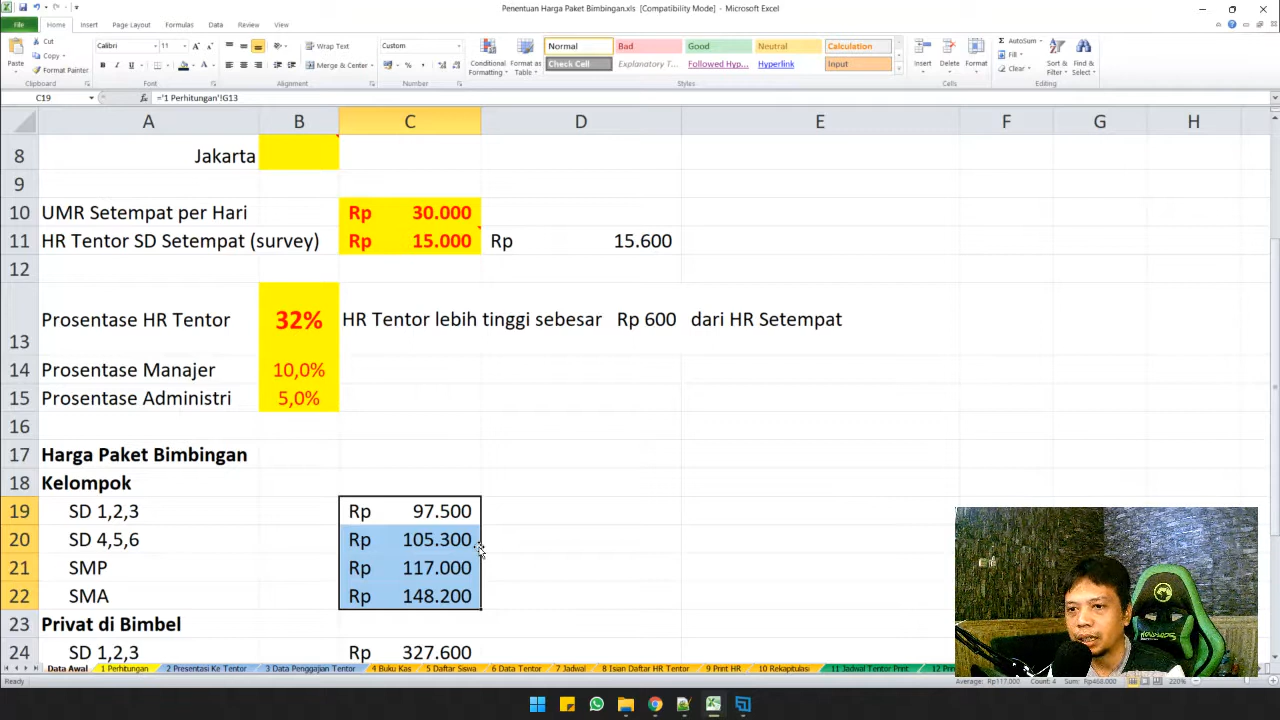 Penentuan Harga Paket Bimbingan.xls [Compatibility Mode] - Microsoft Excel
File Home Insert Page Layout Formulas Data Review View
Cut Calibri 11 Wrap Text Custom Normal Bad Good Neutral Calculation AutoSum
Copy Fill
Paste Format Painter Merge & Center Conditional Formatting Format as Table Check Cell Explanatory T... Followed Hyp... Hyperlink Input Insert Delete Format Clear Sort & Filter Find & Select
Clipboard Font Alignment Number Styles Cells Editing
C19 fx ='1 Perhitungan'!G13
A B C D E F G H
8 Jakarta
9
10 UMR Setempat per Hari Rp 30.000
11 HR Tentor SD Setempat (survey) Rp 15.000 Rp 15.600
12
13 Prosentase HR Tentor 32% HR Tentor lebih tinggi sebesar Rp 600 dari HR Setempat
14 Prosentase Manajer 10,0%
15 Prosentase Administri 5,0%
16
17 Harga Paket Bimbingan
18 Kelompok
19 SD 1,2,3 Rp 97.500
20 SD 4,5,6 Rp 105.300
21 SMP Rp 117.000
22 SMA Rp 148.200
23 Privat di Bimbel
24 SD 1,2,3 Rp 327.600
Data Awal 1 Perhitungan 2 Presentasi Ke Tentor 3 Data Penggajian Tentor 4 Buku Kas 5 Daftar Siswa 6 Data Tentor 7 Jadwal 8 Isian Daftar HR Tentor 9 Print HR 10 Rekapitulasi 11 Jadwal Tentor Print
Ready Average: Rp117.000 Count: 4 Sum: Rp468.000 220%